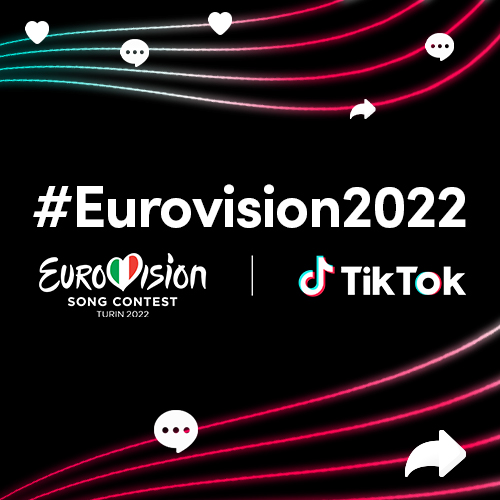 #Eurovision2022
EUROVISION
SONG CONTEST
TURIN 2022
TikTok